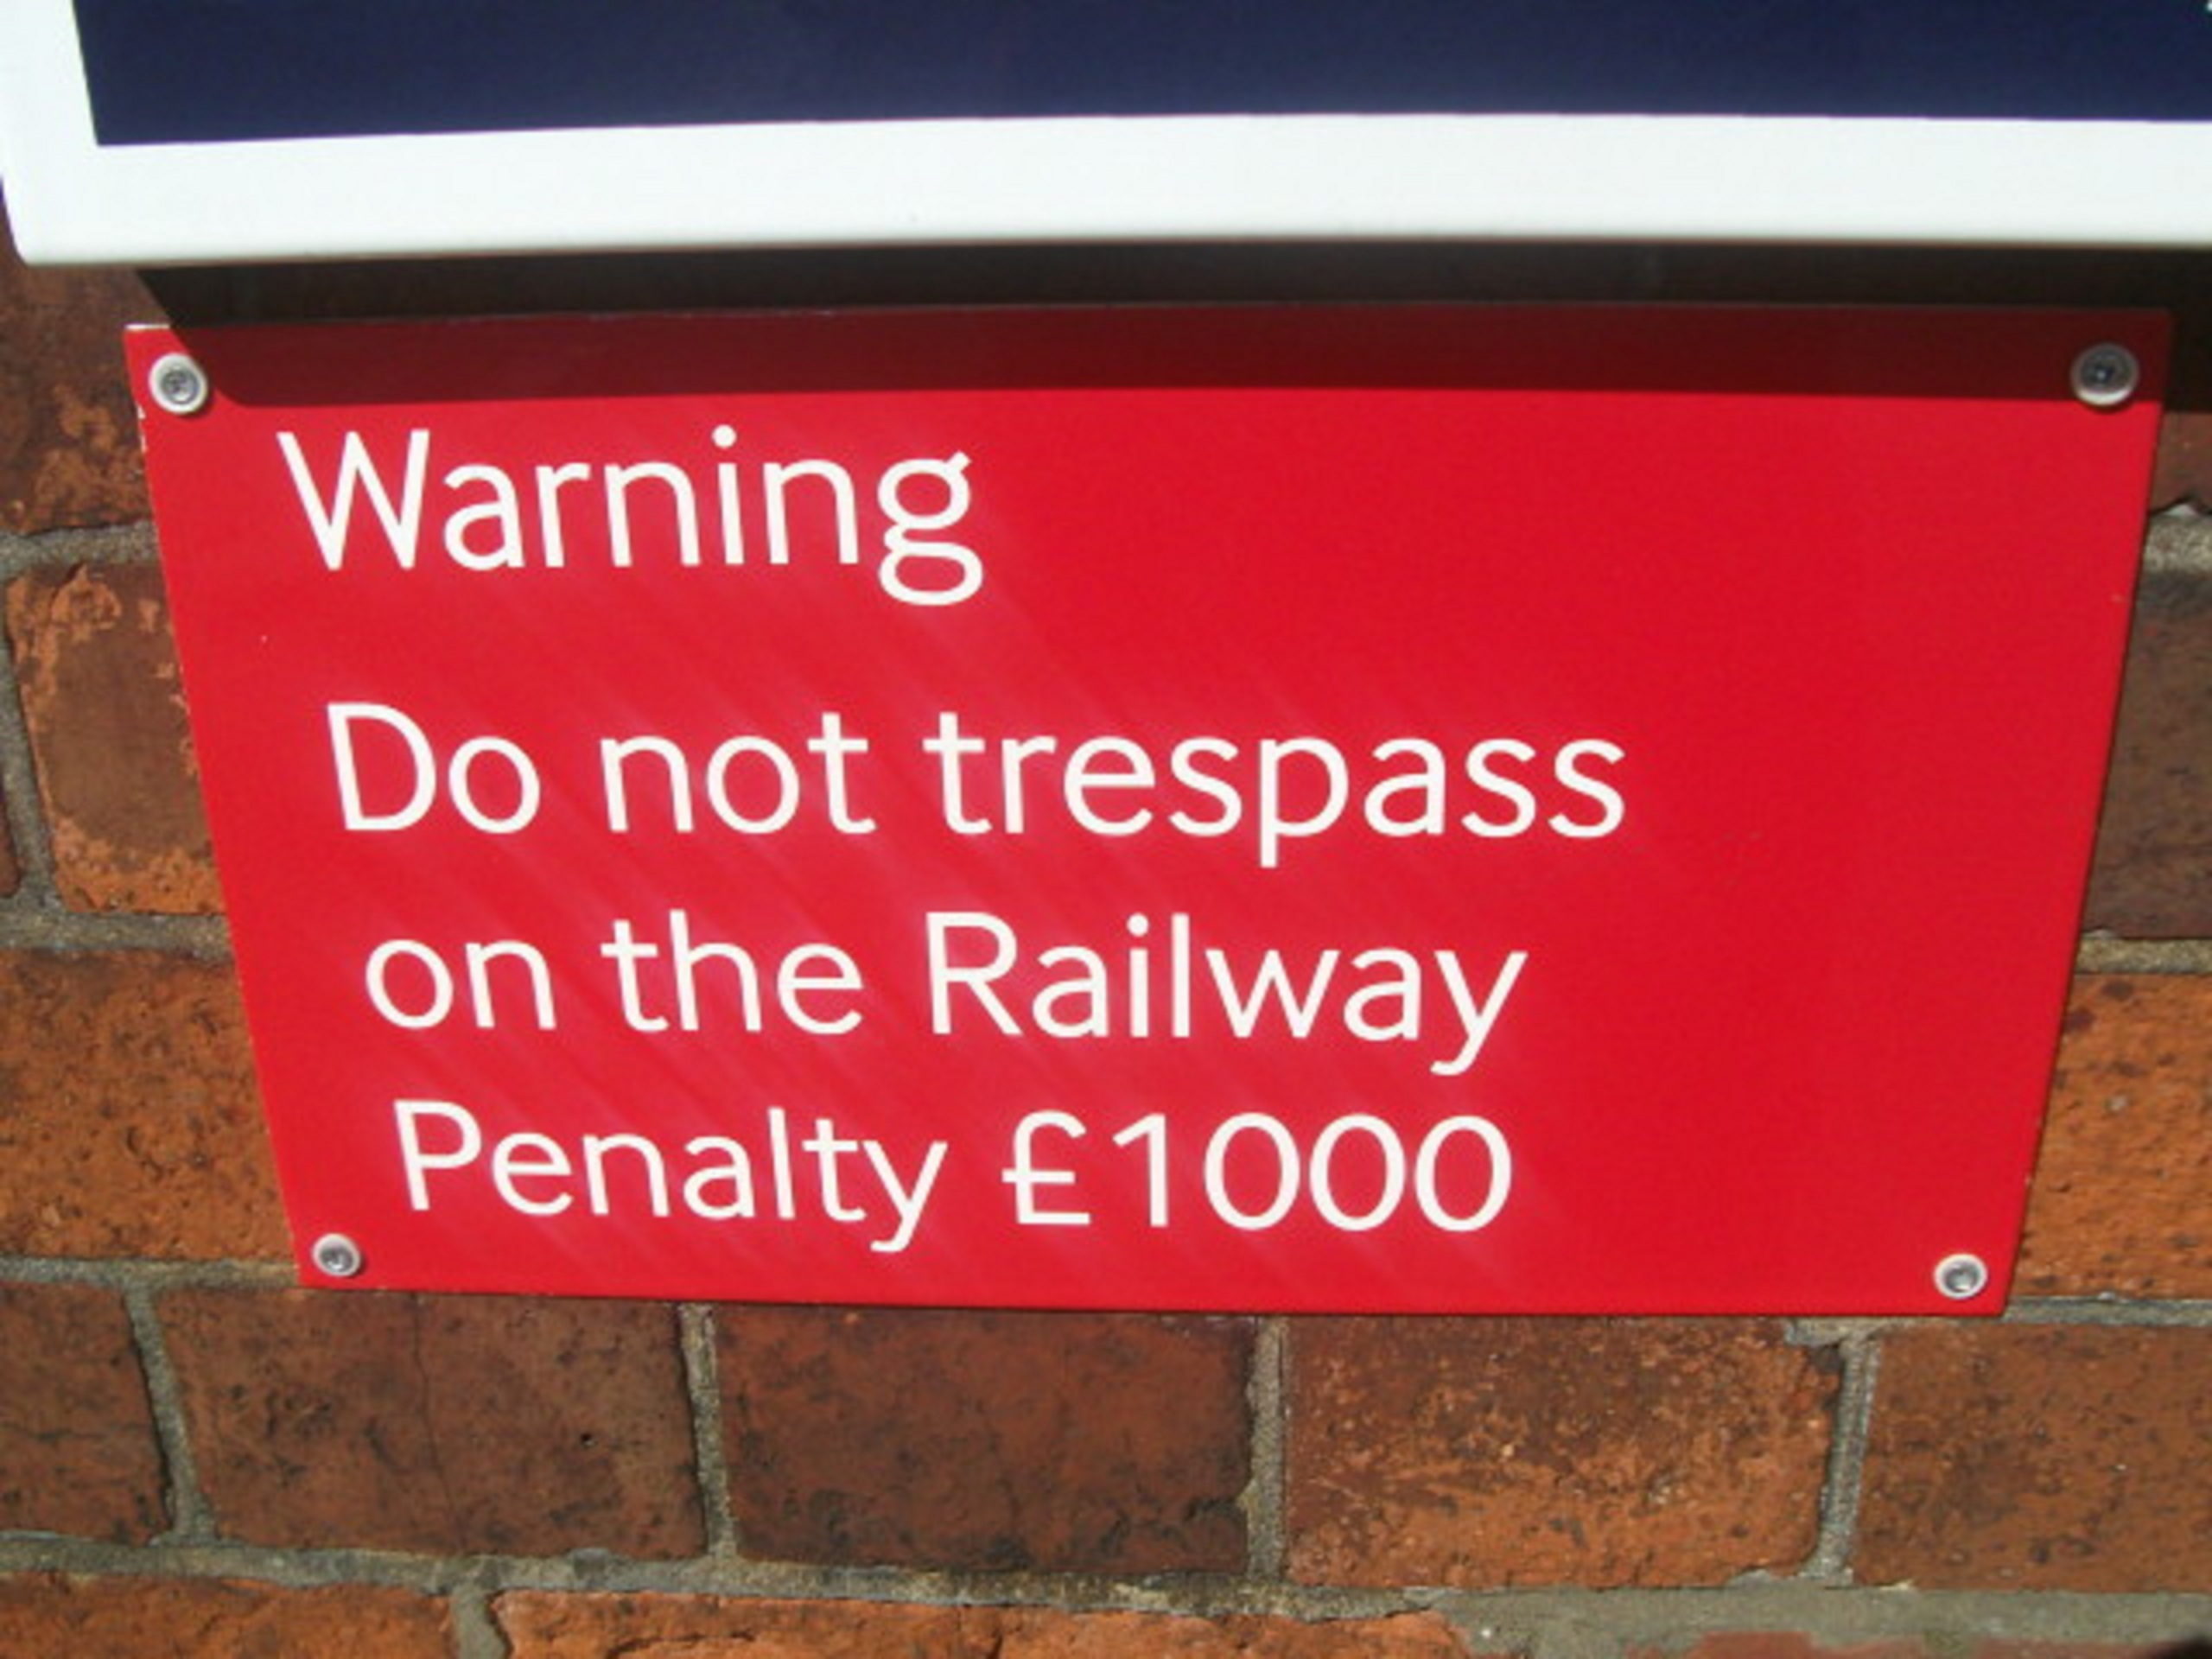 Warning
Do not trespass
on the Railway
Penalty £1000